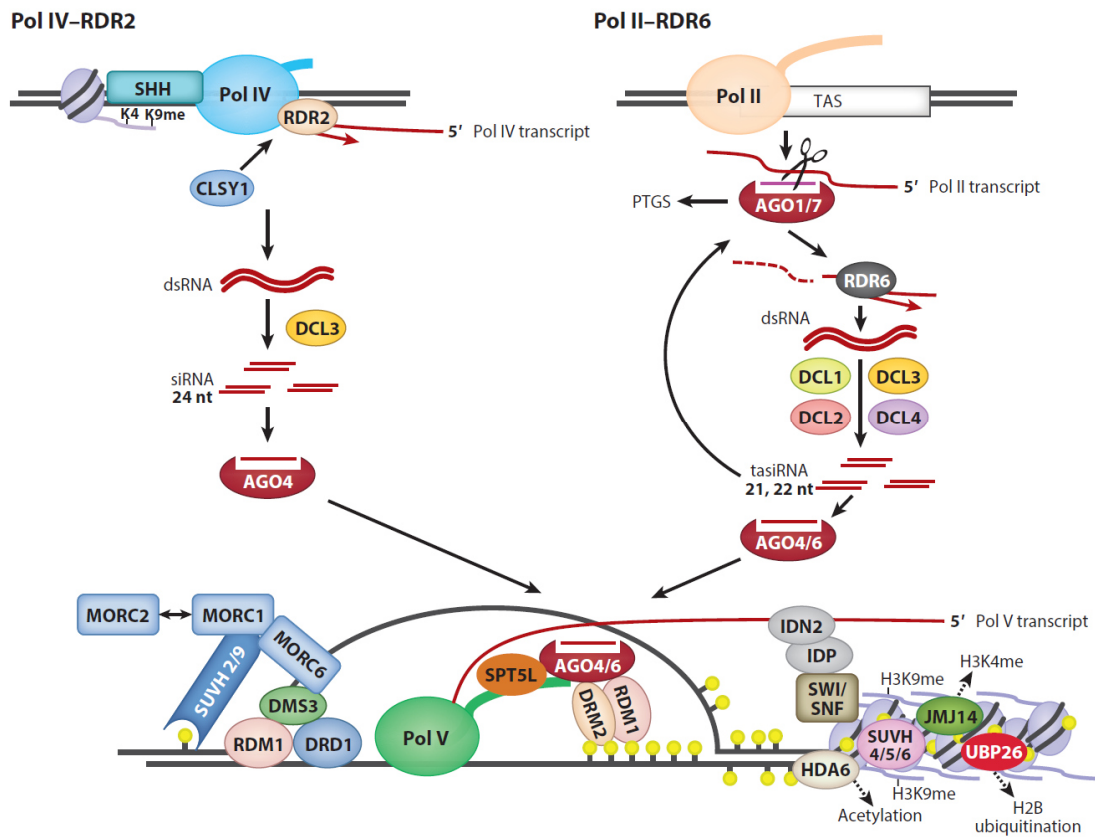 Pol IV–RDR2
SHH
Pol IV
K4 K9me
RDR2
5′ Pol IV transcript
CLSY1
dsRNA
DCL3
siRNA
24 nt
AGO4
Pol II–RDR6
Pol II
TAS
5′ Pol II transcript
PTGS
AGO1/7
RDR6
dsRNA
DCL1
DCL3
DCL2
DCL4
tasiRNA
21, 22 nt
AGO4/6
MORC2
MORC1
MORC6
SUVH 2/9
DMS3
RDM1
DRD1
Pol V
SPT5L
AGO4/6
DRM2
RDM1
IDN2
5′ Pol V transcript
IDP
SWI/
SNF
H3K9me
H3K4me
JMJ14
SUVH
4/5/6
UBP26
HDA6
H3K9me
Acetylation
H2B
ubiquitination